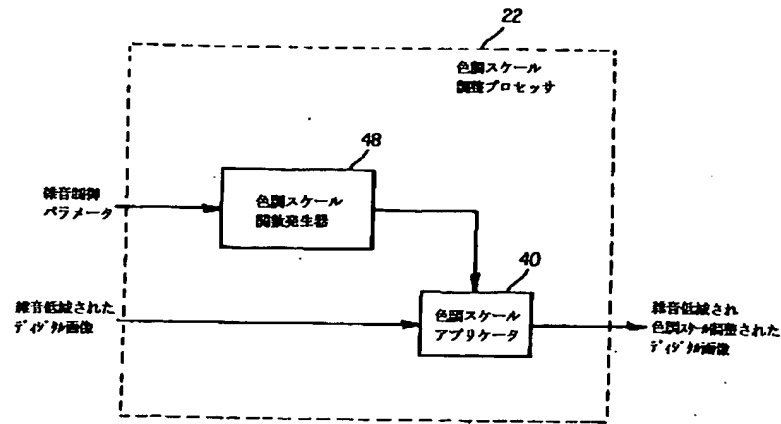 22
色調スケール
調整プロセッサ
48
雑音制御
パラメータ
色調スケール
関数発生器
40
雑音低減された
ディジタル画像
色調スケール
アプリケータ
雑音低減され
色調スケール調整された
ディジタル画像